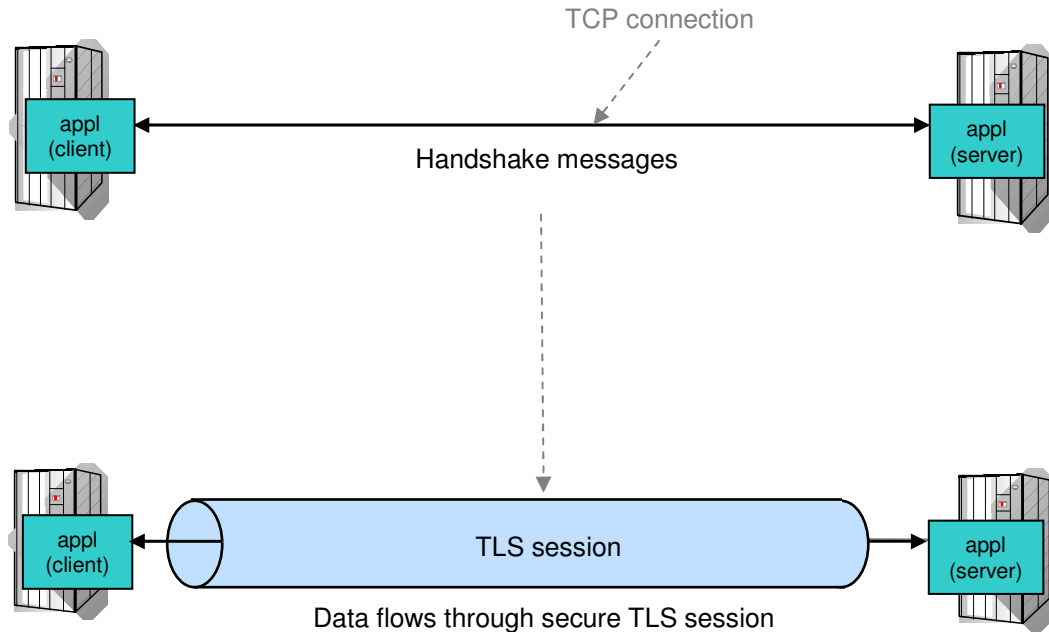 TCP connection
appl
(client)
appl
(server)
Handshake messages
appl
(client)
TLS session
appl
(server)
Data flows through secure TLS session